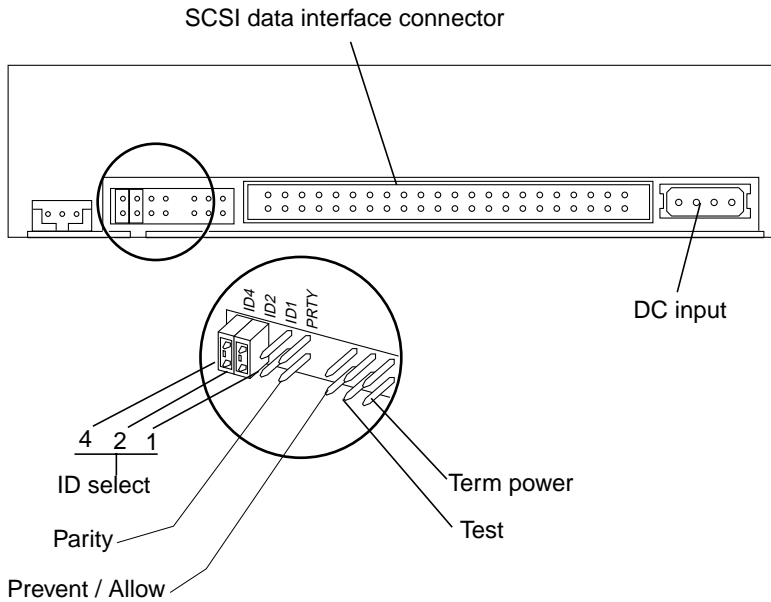 SCSI data interface connector
DC input
ID4
ID2
ID1
PRTY
4 2 1
ID select
Term power
Test
Parity
Prevent / Allow